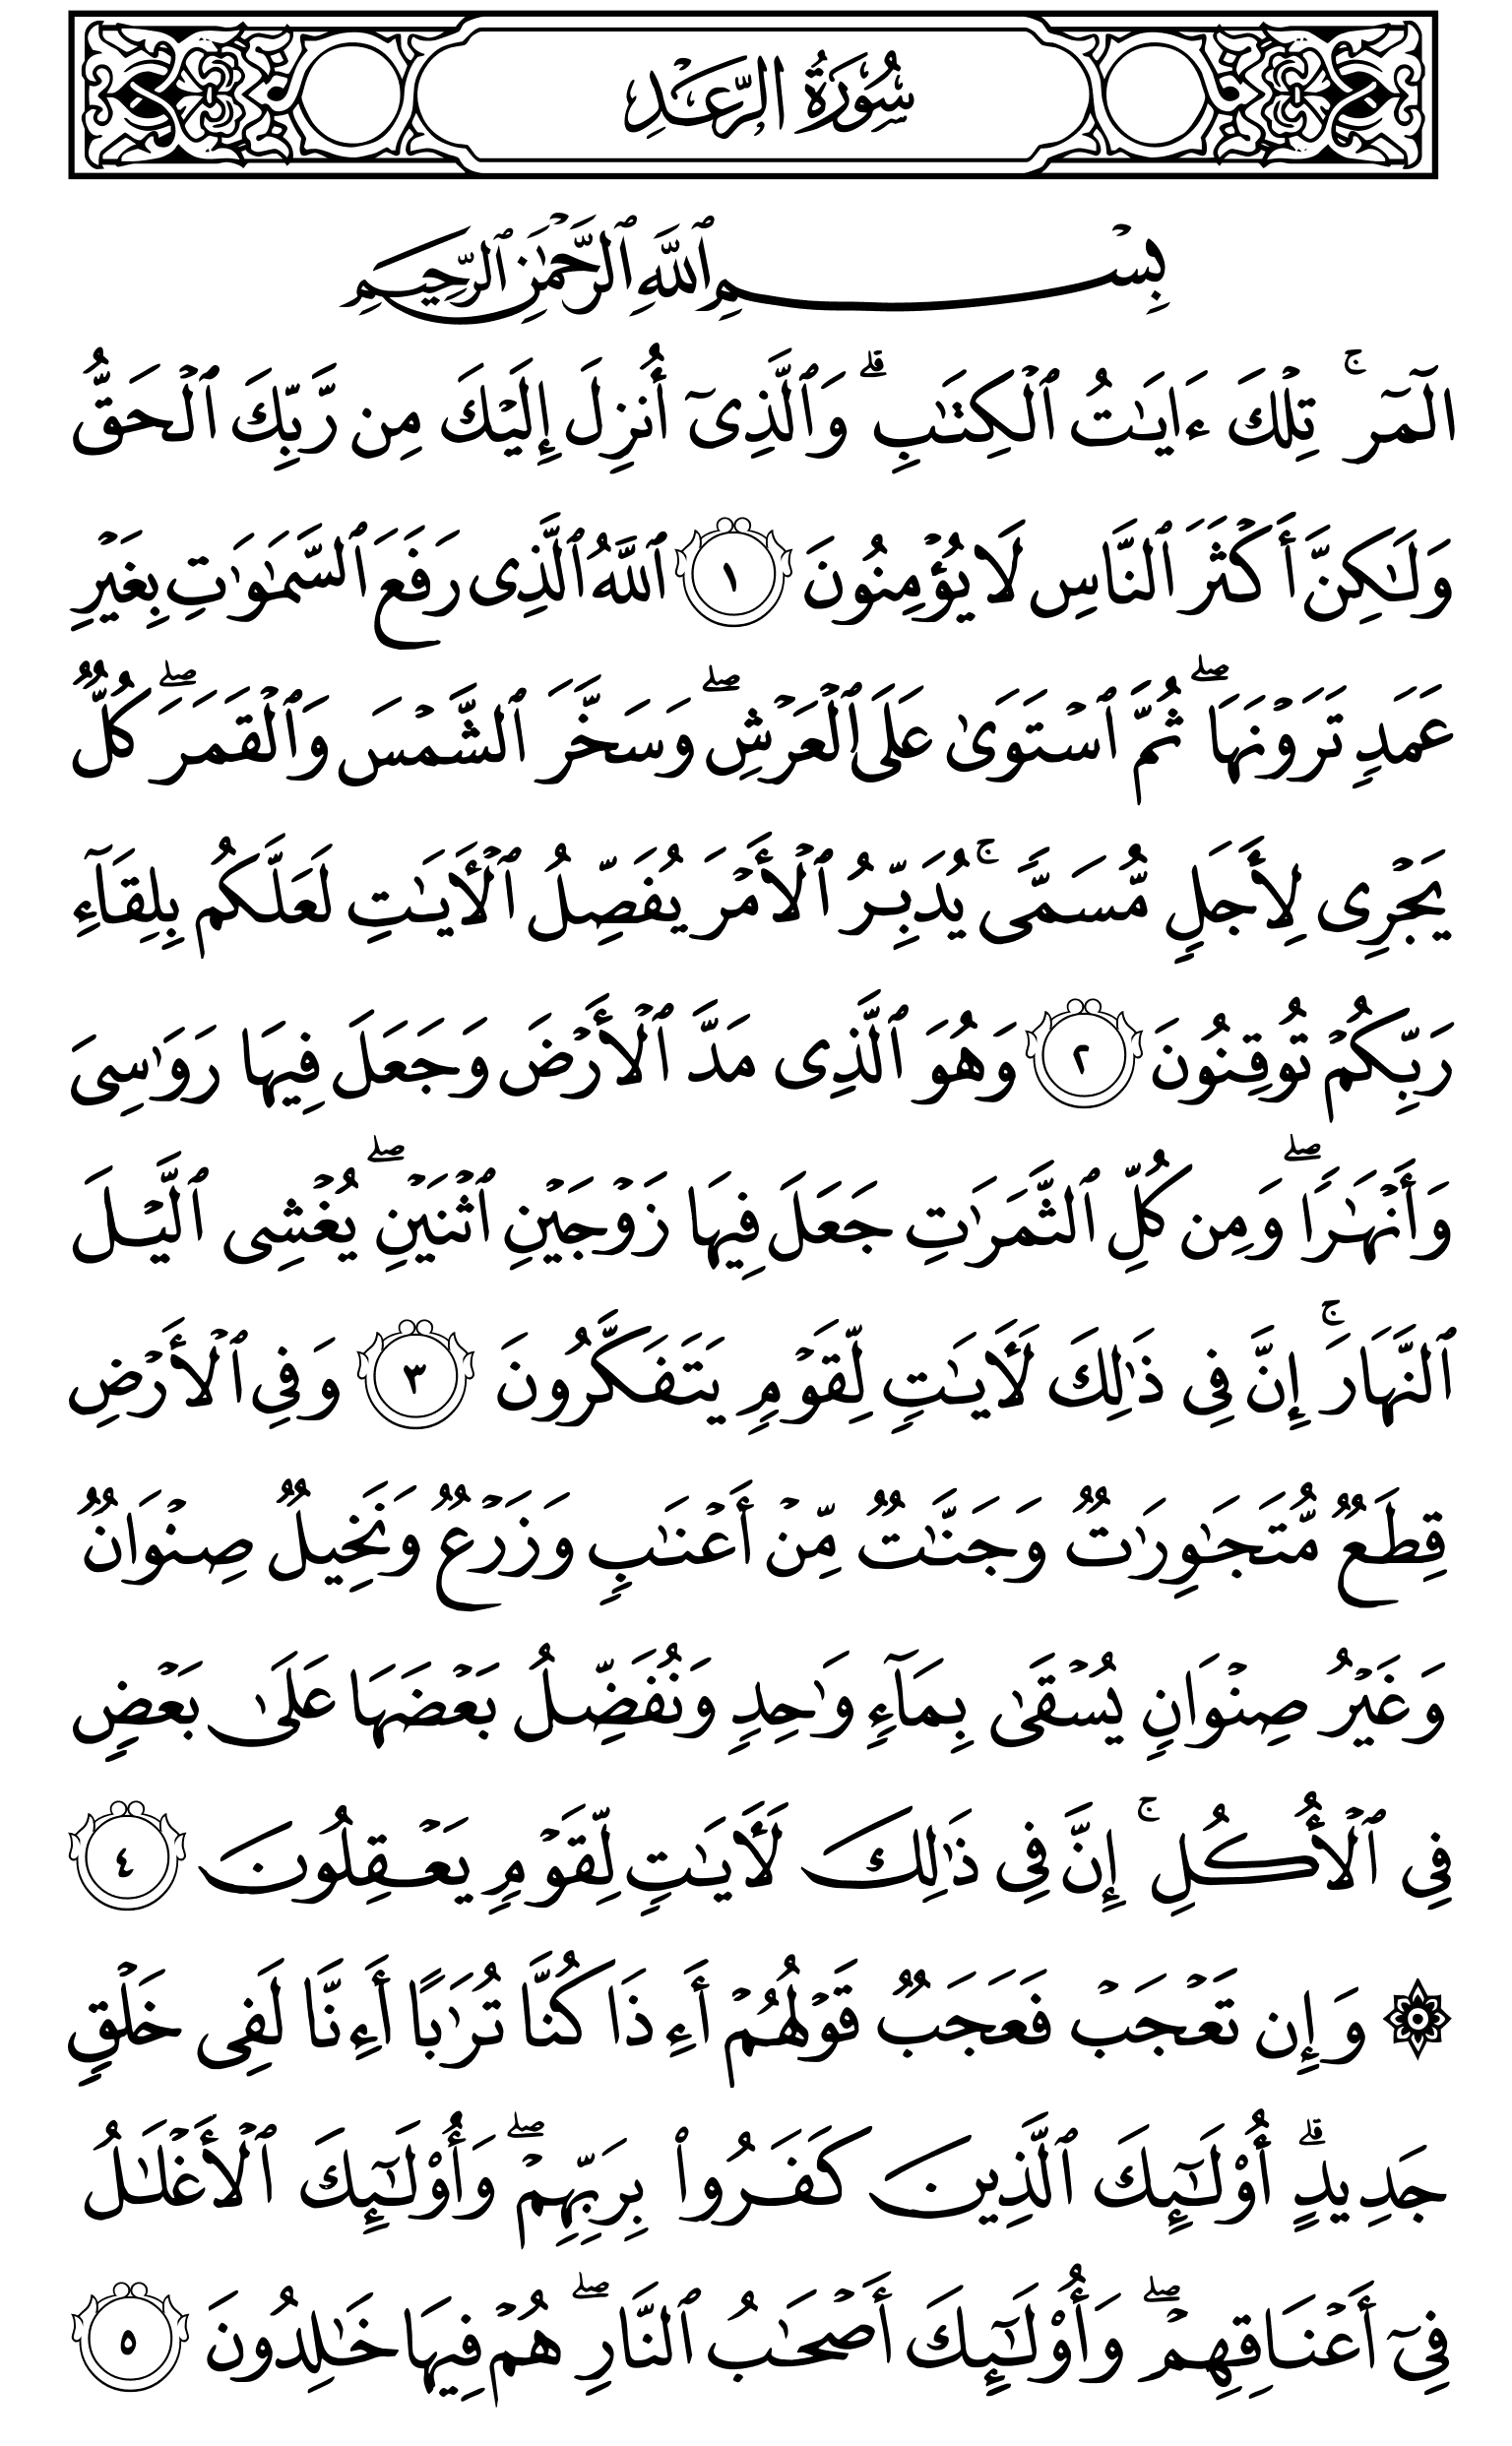 سُورَةُ الرَّعْدِ
بِسْمِ ٱللَّهِ ٱلرَّحْمَٰنِ ٱلرَّحِيمِ
الٓمٓرۚ تِلْكَ ءَايَٰتُ ٱلْكِتَٰبِۗ وَٱلَّذِىٓ أُنزِلَ إِلَيْكَ مِن رَّبِّكَ ٱلْحَقُّ
وَلَٰكِنَّ أَكْثَرَ ٱلنَّاسِ لَا يُؤْمِنُونَ ١ ٱللَّهُ ٱلَّذِى رَفَعَ ٱلسَّمَٰوَٰتِ بِغَيْرِ
عَمَدٍ تَرَوْنَهَاۖ ثُمَّ ٱسْتَوَىٰ عَلَى ٱلْعَرْشِۖ وَسَخَّرَ ٱلشَّمْسَ وَٱلْقَمَرَۖ كُلٌّ
يَجْرِى لِأَجَلٍ مُّسَمًّىۚ يُدَبِّرُ ٱلْأَمْرَ يُفَصِّلُ ٱلْأَيَٰتِ لَعَلَّكُم بِلِقَآءِ
رَبِّكُمْ تُوقِنُونَ ٢ وَهُوَ ٱلَّذِى مَدَّ ٱلْأَرْضَ وَجَعَلَ فِيهَا رَوَٰسِىَ
وَأَنْهَٰرًاۖ وَمِن كُلِّ ٱلثَّمَرَٰتِ جَعَلَ فِيهَا زَوْجَيْنِ ٱثْنَيْنِۖ يُغْشِى ٱلَّيْلَ
ٱلنَّهَارَۚ إِنَّ فِى ذَٰلِكَ لَأَيَٰتٍ لِّقَوْمٍ يَتَفَكَّرُونَ ٣ وَفِى ٱلْأَرْضِ
قِطَعٌ مُّتَجَٰوِرَٰتٌ وَجَنَّٰتٌ مِّنْ أَعْنَٰبٍ وَزَرْعٌ وَنَخِيلٌ صِنْوَانٌ
وَغَيْرُ صِنْوَانٍ يُسْقَىٰ بِمَآءٍ وَٰحِدٍ وَنُفَضِّلُ بَعْضَهَا عَلَىٰ بَعْضٍ
فِى ٱلْأُكُلِۚ إِنَّ فِى ذَٰلِكَ لَأَيَٰتٍ لِّقَوْمٍ يَعْقِلُونَ ٤
۞ وَإِن تَعْجَبْ فَعَجَبٌ قَوْلُهُمْ أَءِذَا كُنَّا تُرَٰبًا أَءِنَّا لَفِى خَلْقٍ
جَدِيدٍۗ أُوْلَٰٓئِكَ ٱلَّذِينَ كَفَرُوا۟ بِرَبِّهِمْۖ وَأُوْلَٰٓئِكَ ٱلْأَغْلَٰلُ
فِىٓ أَعْنَاقِهِمْۖ وَأُوْلَٰٓئِكَ أَصْحَٰبُ ٱلنَّارِۖ هُمْ فِيهَا خَٰلِدُونَ ٥